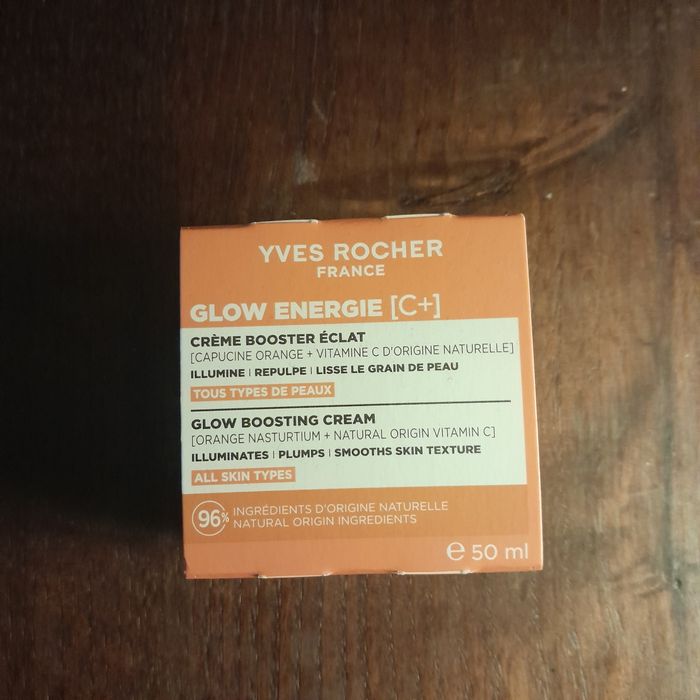 YVES ROCHER
FRANCE
GLOW ENERGIE [C+]
CRÈME BOOSTER ÉCLAT
[CAPUCINE ORANGE + VITAMINE C D'ORIGINE NATURELLE]
ILLUMINE | REPULPE | LISSE LE GRAIN DE PEAU
TOUS TYPES DE PEAUX
GLOW BOOSTING CREAM
[ORANGE NASTURTIUM + NATURAL ORIGIN VITAMIN C]
ILLUMINATES | PLUMPS | SMOOTHS SKIN TEXTURE
ALL SKIN TYPES
96% INGRÉDIENTS D'ORIGINE NATURELLE
NATURAL ORIGIN INGREDIENTS
℮ 50 ml